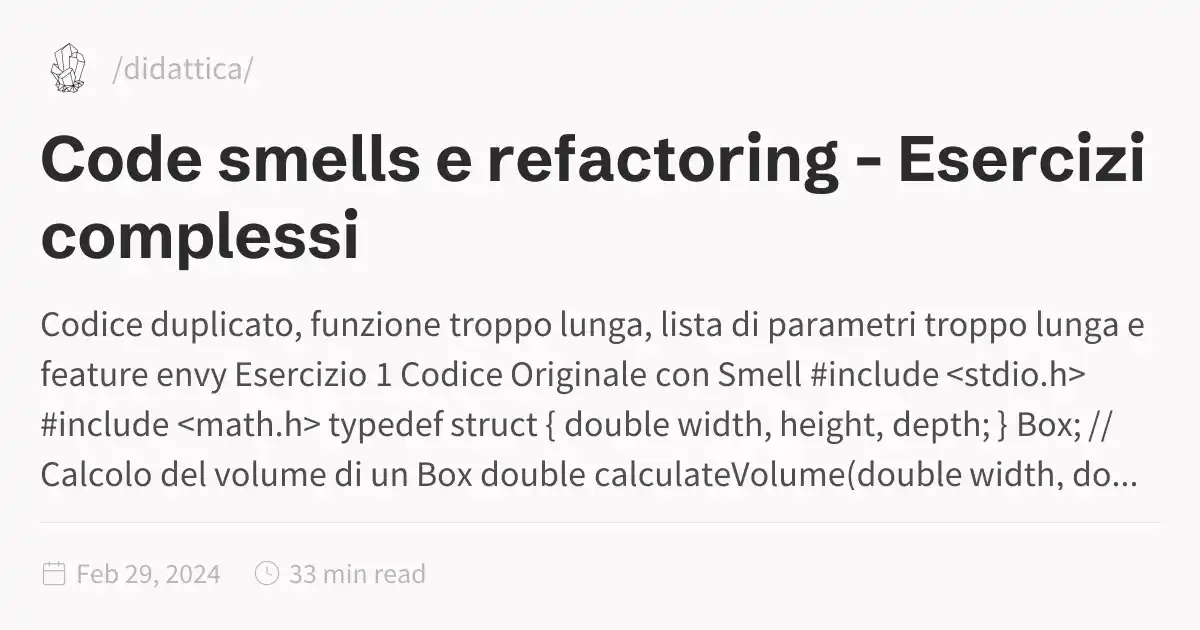 /didattica/
Code smells e refactoring - Esercizi
complessi
Codice duplicato, funzione troppo lunga, lista di parametri troppo lunga e
feature envy Esercizio 1 Codice Originale con Smell #include <stdio.h>
#include <math.h> typedef struct { double width, height, depth; } Box; //
Calcolo del volume di un Box double calculateVolume(double width, do...
Feb 29, 2024 33 min read